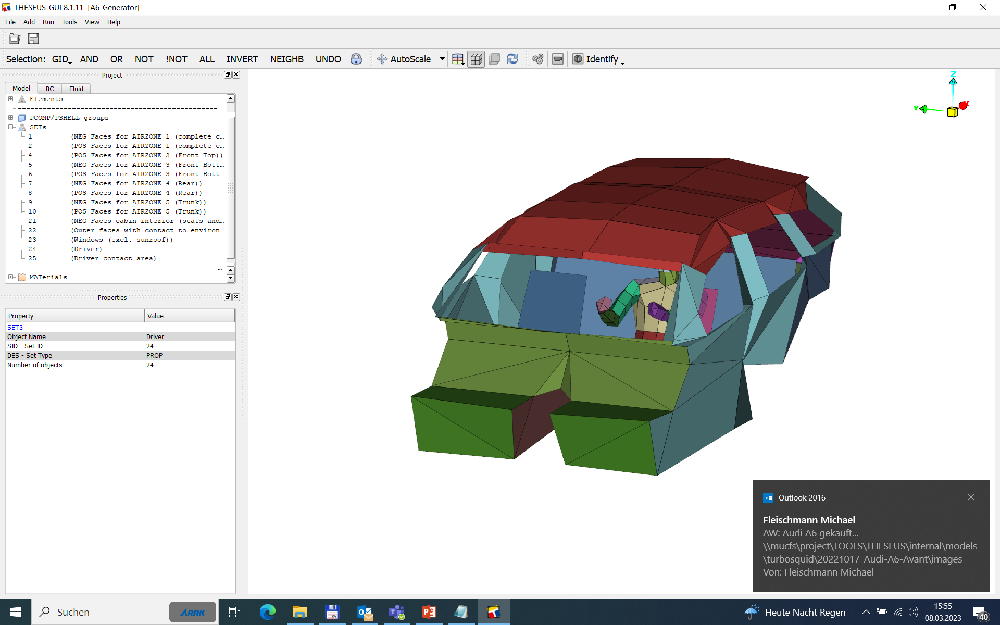 THESEUS-GUI 8.1.11 [A6_Generator]
File Add Run Tools View Help
Selection: GID AND OR NOT !NOT ALL INVERT NEIGHB UNDO AutoScale Identify
Project
Model BC Fluid
Elements
PCOMP/PSHELL groups
SETs
1 (NEG Faces for AIRZONE 1 (complete c...
2 (POS Faces for AIRZONE 1 (complete c...
4 (POS Faces for AIRZONE 2 (Front Top))
5 (NEG Faces for AIRZONE 3 (Front Bott...
6 (POS Faces for AIRZONE 3 (Front Bott...
7 (NEG Faces for AIRZONE 4 (Rear))
8 (POS Faces for AIRZONE 4 (Rear))
9 (NEG Faces for AIRZONE 5 (Trunk))
10 (POS Faces for AIRZONE 5 (Trunk))
21 (NEG Faces cabin interior (seats and...
22 (Outer faces with contact to environ...
23 (Windows (excl. sunroof))
24 (Driver)
25 (Driver contact area)
MATerials
Properties
Property Value
SET3
Object Name Driver
SID - Set ID 24
DES - Set Type PROP
Number of objects 24
Z
Y
X
Outlook 2016
Fleischmann Michael
AW: Audi A6 gekauft...
\\mucfs\project\TOOLS\THESEUS\internal\models
\turbosquid\20221017_Audi-A6-Avant\images
Von: Fleischmann Michael
Suchen
ARRK
Heute Nacht Regen
15:55
08.03.2023
40